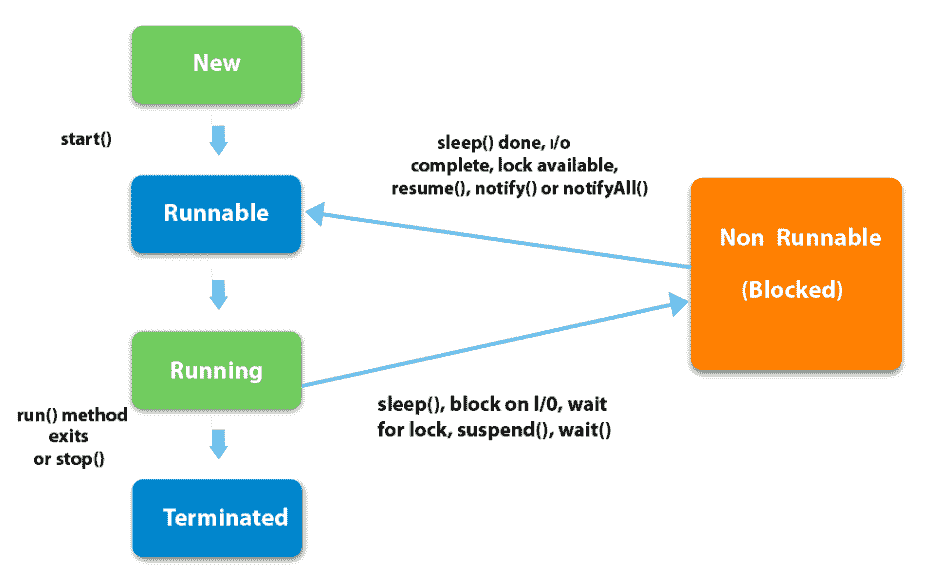 New
start()
sleep() done, i/o
complete, lock available,
resume(), notify() or notifyAll()
Runnable
Non Runnable
(Blocked)
Running
sleep(), block on I/0, wait
for lock, suspend(), wait()
run() method
exits
or stop()
Terminated